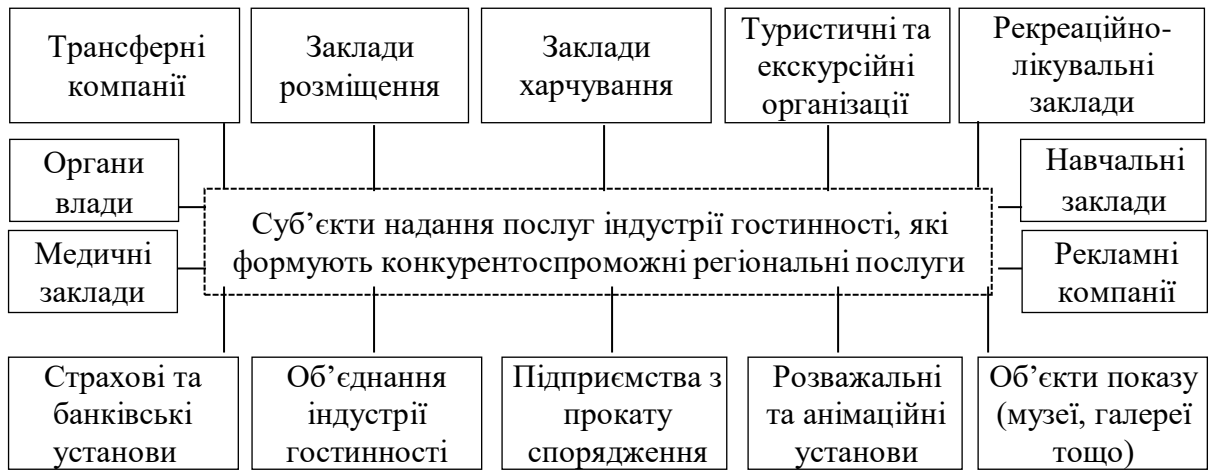 Трансферні
компанії
Заклади
розміщення
Заклади
харчування
Туристичні та
екскурсійні
організації
Рекреаційно-
лікувальні
заклади
Органи
влади
Навчальні
заклади
Суб’єкти надання послуг індустрії гостинності, які
формують конкурентоспроможні регіональні послуги
Медичні
заклади
Рекламні
компанії
Страхові та
банківські
установи
Об’єднання
індустрії
гостинності
Підприємства з
прокату
спорядження
Розважальні
та анімаційні
установи
Об’єкти показу
(музеї, галереї
тощо)